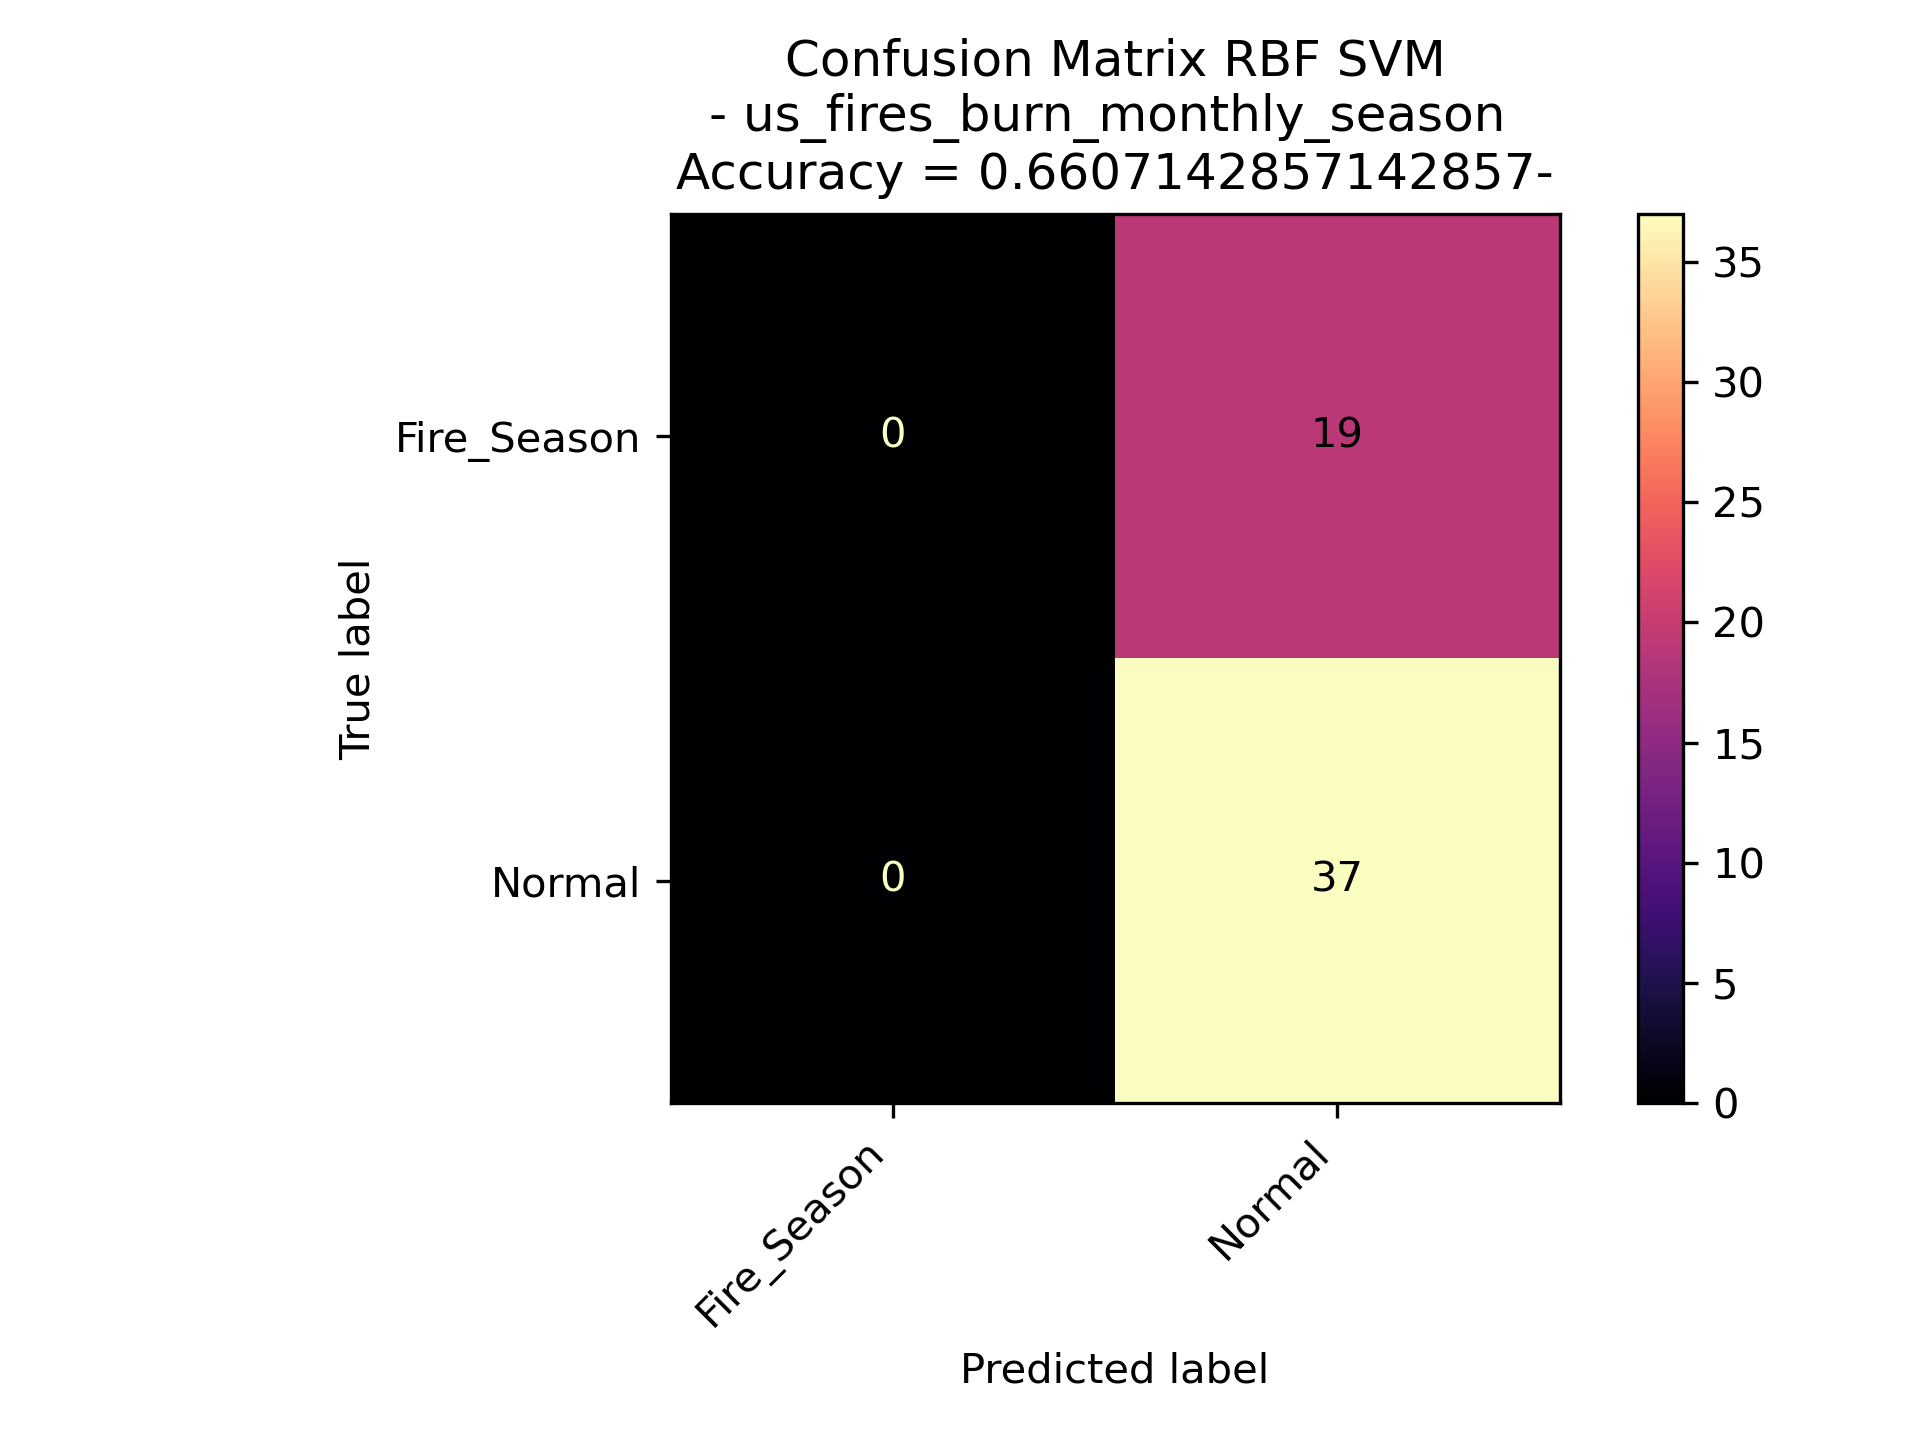 Confusion Matrix RBF SVM
- us_fires_burn_monthly_season
Accuracy = 0.6607142857142857-
Fire_Season
Normal
True label
0
19
0
37
Fire_Season
Normal
Predicted label
35
30
25
20
15
10
5
0